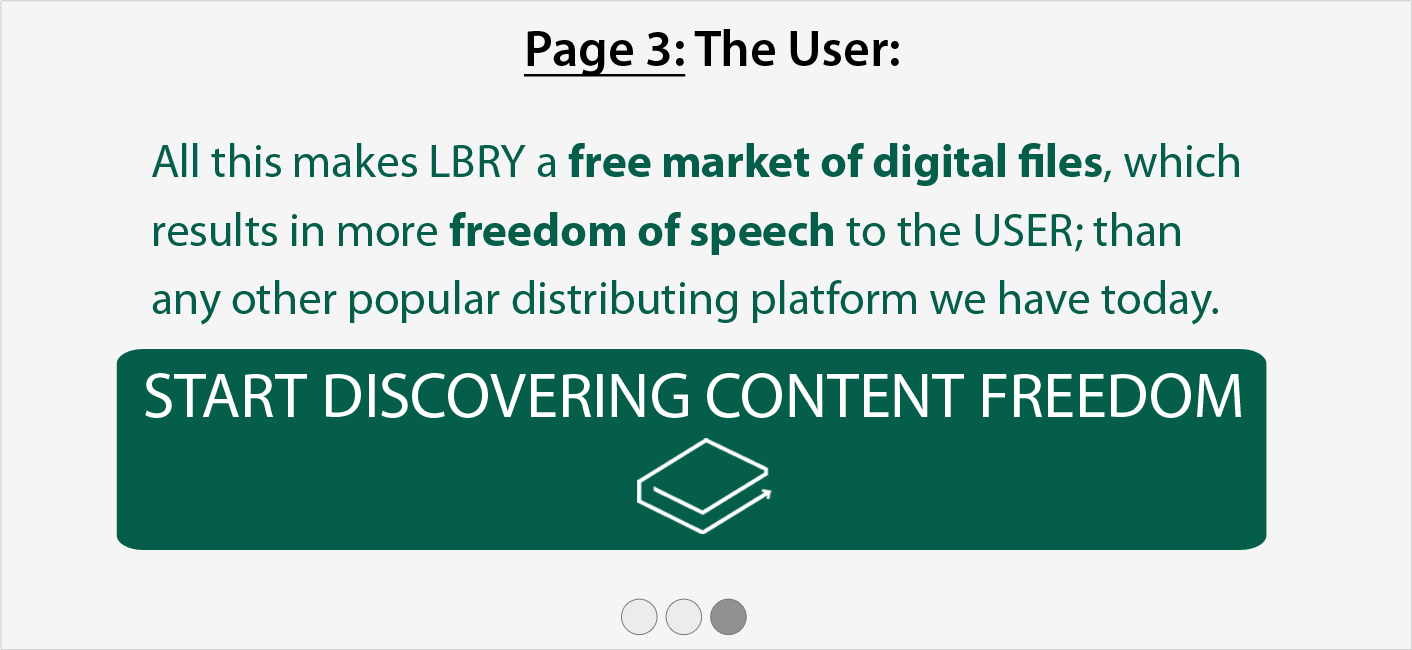 Page 3: The User:
All this makes LBRY a free market of digital files, which
results in more freedom of speech to the USER; than
any other popular distributing platform we have today.
START DISCOVERING CONTENT FREEDOM